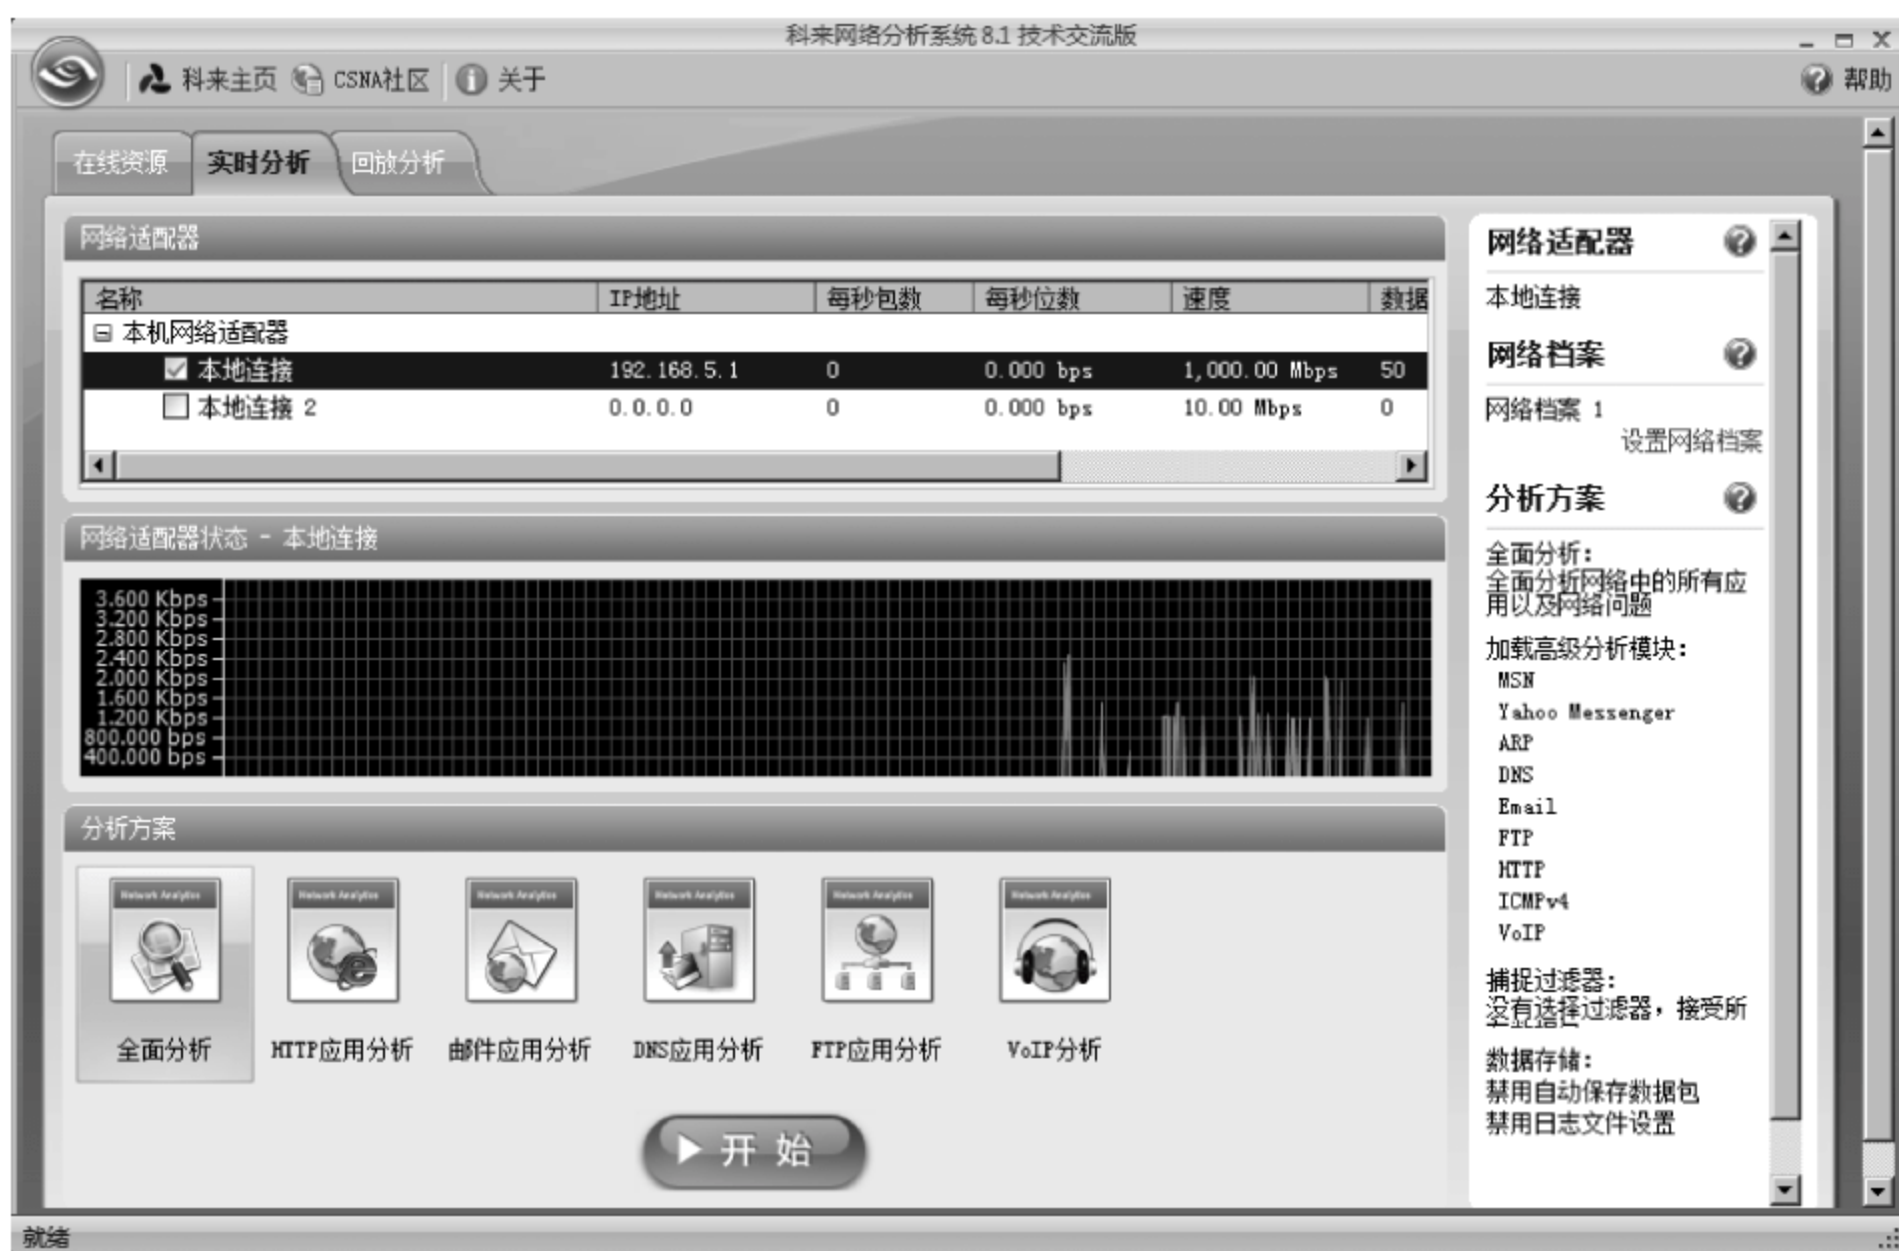 科来网络分析系统 8.1 技术交流版
科来主页 CSNA社区 关于 帮助
在线资源 实时分析 回放分析
网络适配器
名称 IP地址 每秒包数 每秒位数 速度 数据
本机网络适配器
本地连接 192.168.5.1 0 0.000 bps 1,000.00 Mbps 50
本地连接 2 0.0.0.0 0 0.000 bps 10.00 Mbps 0
网络适配器状态 - 本地连接
3.600 Kbps
3.200 Kbps
2.800 Kbps
2.400 Kbps
2.000 Kbps
1.600 Kbps
1.200 Kbps
800.000 bps
400.000 bps
分析方案
Network Analytics Network Analytics Network Analytics Network Analytics Network Analytics Network Analytics
全面分析 HTTP应用分析 邮件应用分析 DNS应用分析 FTP应用分析 VoIP分析
开始
网络适配器
本地连接
网络档案
网络档案 1
设置网络档案
分析方案
全面分析:
全面分析网络中的所有应
用以及网络问题
加载高级分析模块:
MSN
Yahoo Messenger
ARP
DNS
Email
FTP
HTTP
ICMPv4
VoIP
捕捉过滤器:
没有选择过滤器，接受所
数据存储:
禁用自动保存数据包
禁用日志文件设置
就绪